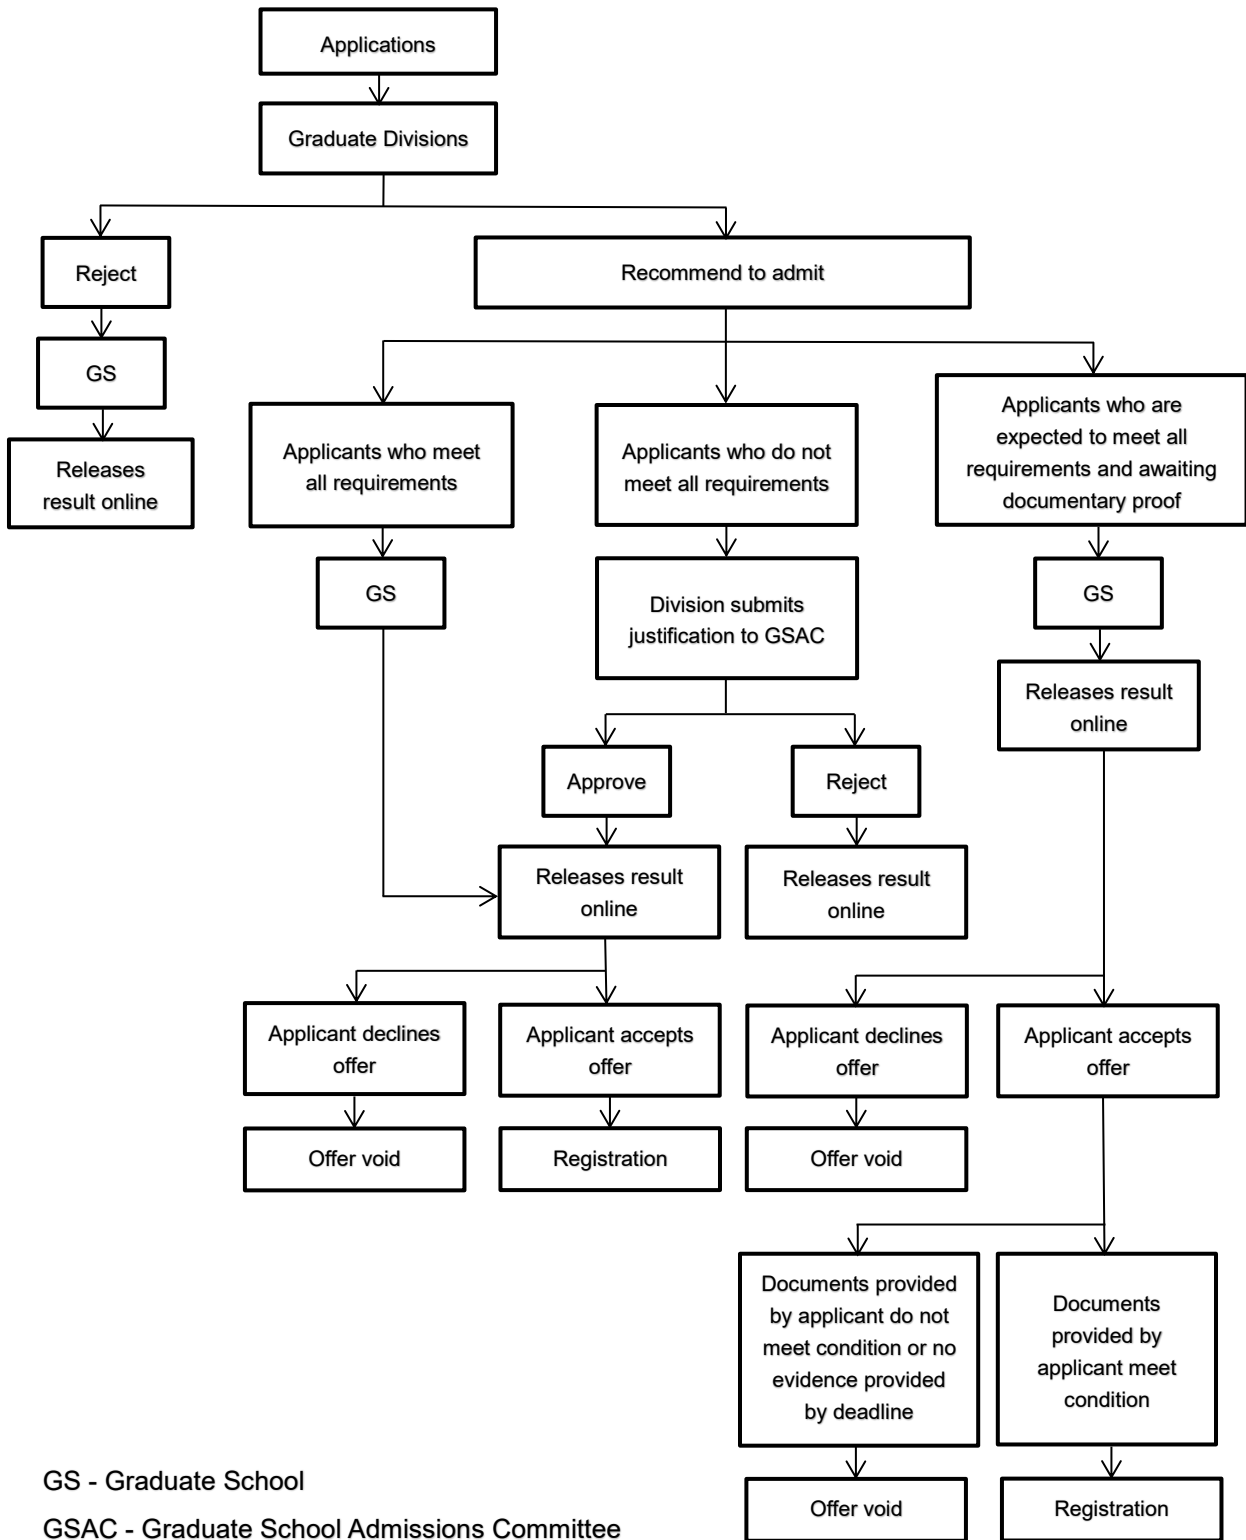 Applications
Graduate Divisions
Reject
Recommend to admit
GS
Releases
result online
Applicants who meet
all requirements
Applicants who do not
meet all requirements
Applicants who are
expected to meet all
requirements and awaiting
documentary proof
GS
Division submits
justification to GSAC
GS
Releases result
online
Approve
Reject
Releases result
online
Releases result
online
Applicant declines
offer
Applicant accepts
offer
Applicant declines
offer
Applicant accepts
offer
Offer void
Registration
Offer void
Documents provided
by applicant do not
meet condition or no
evidence provided
by deadline
Documents
provided by
applicant meet
condition
Offer void
Registration
GS - Graduate School
GSAC - Graduate School Admissions Committee